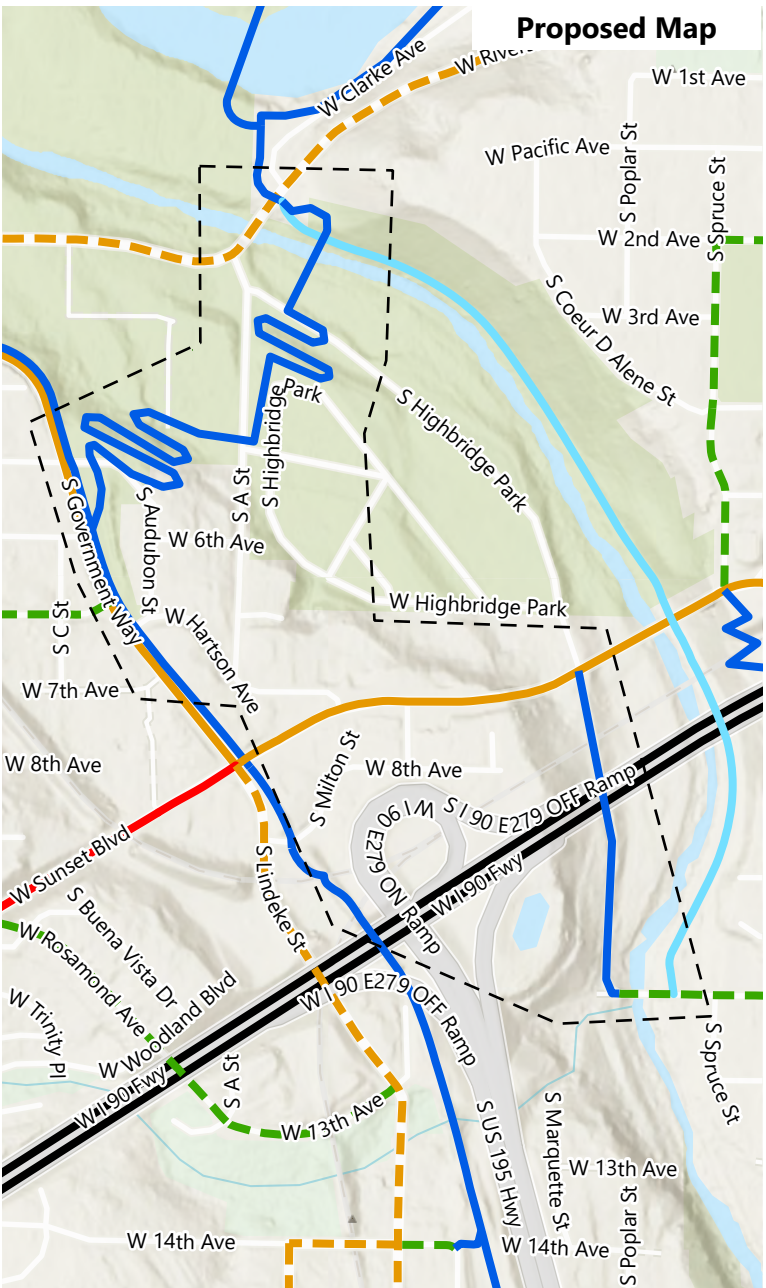 Proposed Map
W Clarke Ave
W River
W 1st Ave
W Pacific Ave
S Poplar St
S Spruce St
W 2nd Ave
S Coeur D Alene St
W 3rd Ave
Park
S Highbridge
S Highbridge Park
S A St
S Government Way
S Audubon St
W 6th Ave
S C St
W Hartson Ave
W Highbridge Park
W 7th Ave
W 8th Ave
S Milton St
W 8th Ave
W I 90
E276 ON Ramp
S I 90 E279 OFF Ramp
W Sunset Blvd
S Lindeke St
W I 90 Fwy
S Buena Vista Dr
W Rosamond Ave
W Trinity Pl
W Woodland Blvd
W I 90 E279 OFF Ramp
W I 90 Fwy
S A St
S Spruce St
W 13th Ave
S US 195 Hwy
S Marquette St
W 13th Ave
S Poplar St
W 14th Ave
W 14th Ave